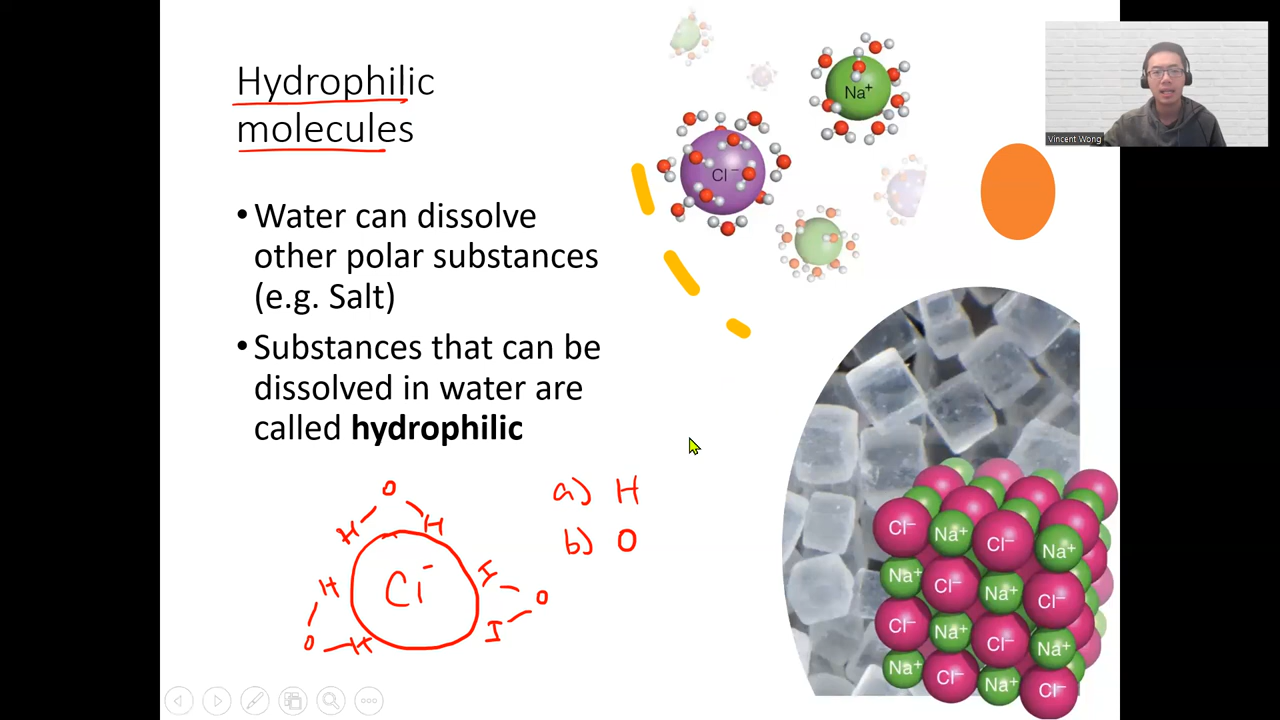 Hydrophilic
molecules
• Water can dissolve
other polar substances
(e.g. Salt)
• Substances that can be
dissolved in water are
called hydrophilic
Na+
Cl–
Vincent Wong
a) H
b) O
O
H H
H
Cl–
O H
I
O
I
Cl– Na+ Cl– Na+
Na+ Cl– Na+ Cl–
Cl– Na+ Cl– Na+
Na+ Cl– Na+ Cl–